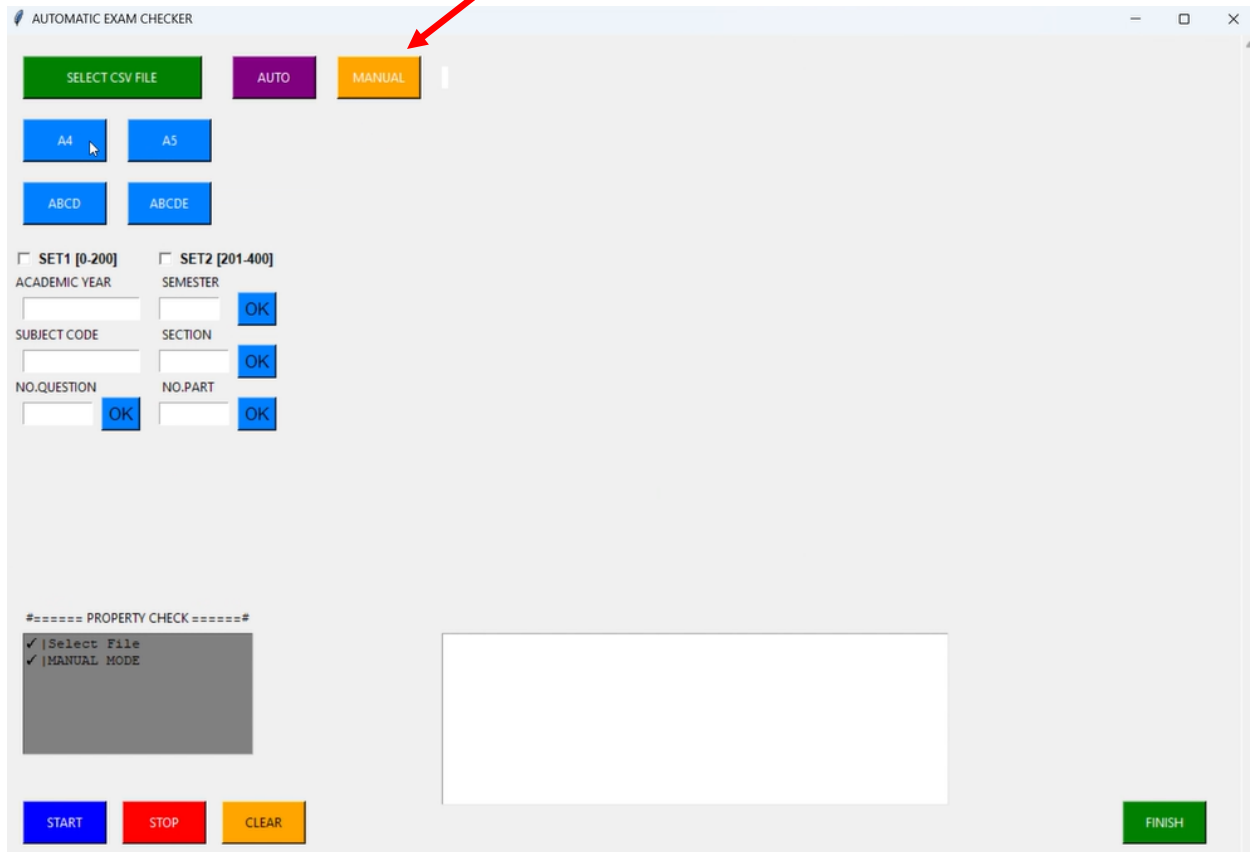 AUTOMATIC EXAM CHECKER
SELECT CSV FILE AUTO MANUAL
A4 A5
ABCD ABCDE
SET1 [0-200] SET2 [201-400]
ACADEMIC YEAR SEMESTER
OK
SUBJECT CODE SECTION
OK
NO.QUESTION NO.PART
OK OK
#====== PROPERTY CHECK ======#
✓|Select File
✓|MANUAL MODE
START STOP CLEAR FINISH